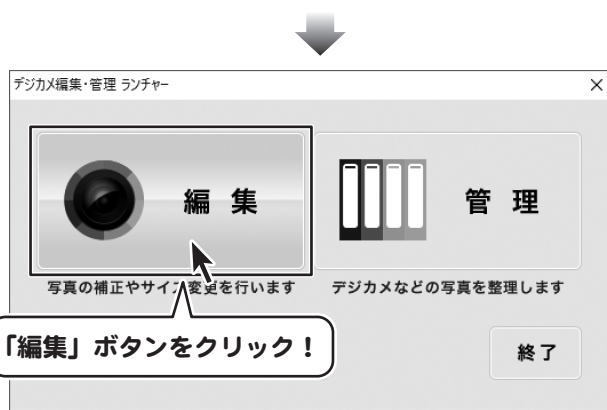 デジカメ編集・管理 ランチャー
編 集
管 理
写真の補正やサイズ変更を行います
デジカメなどの写真を整理します
「編集」ボタンをクリック！
終了